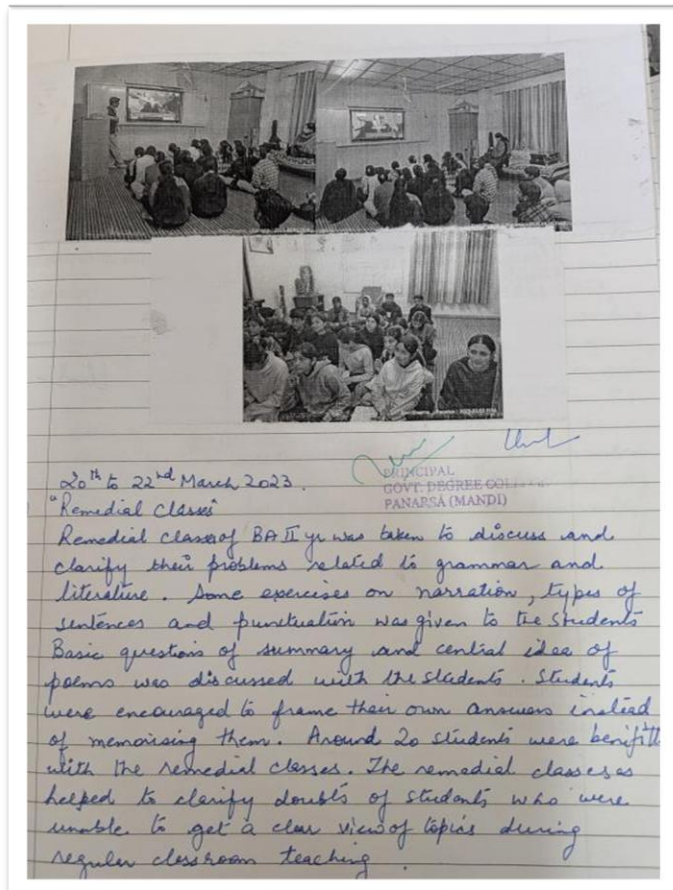 PRINCIPAL
GOVT. DEGREE
PANARSA (MANDI)
20th to 22nd March 2023.
"Remedial Classes"
Remedial classes of BA II yr was taken to discuss and
clarify their problems related to grammar and
literature. Some exercises on narration, types of
sentences and punctuation was given to the students
Basic questions of summary and central idea of
poems was discussed with the students. Students
were encouraged to frame their own answers instead
of memorising them. Around 20 students were
with the remedial classes. The remedial classes
helped to clarify doubts of students who were
unable to get a clear view of topics during
regular classroom teaching.